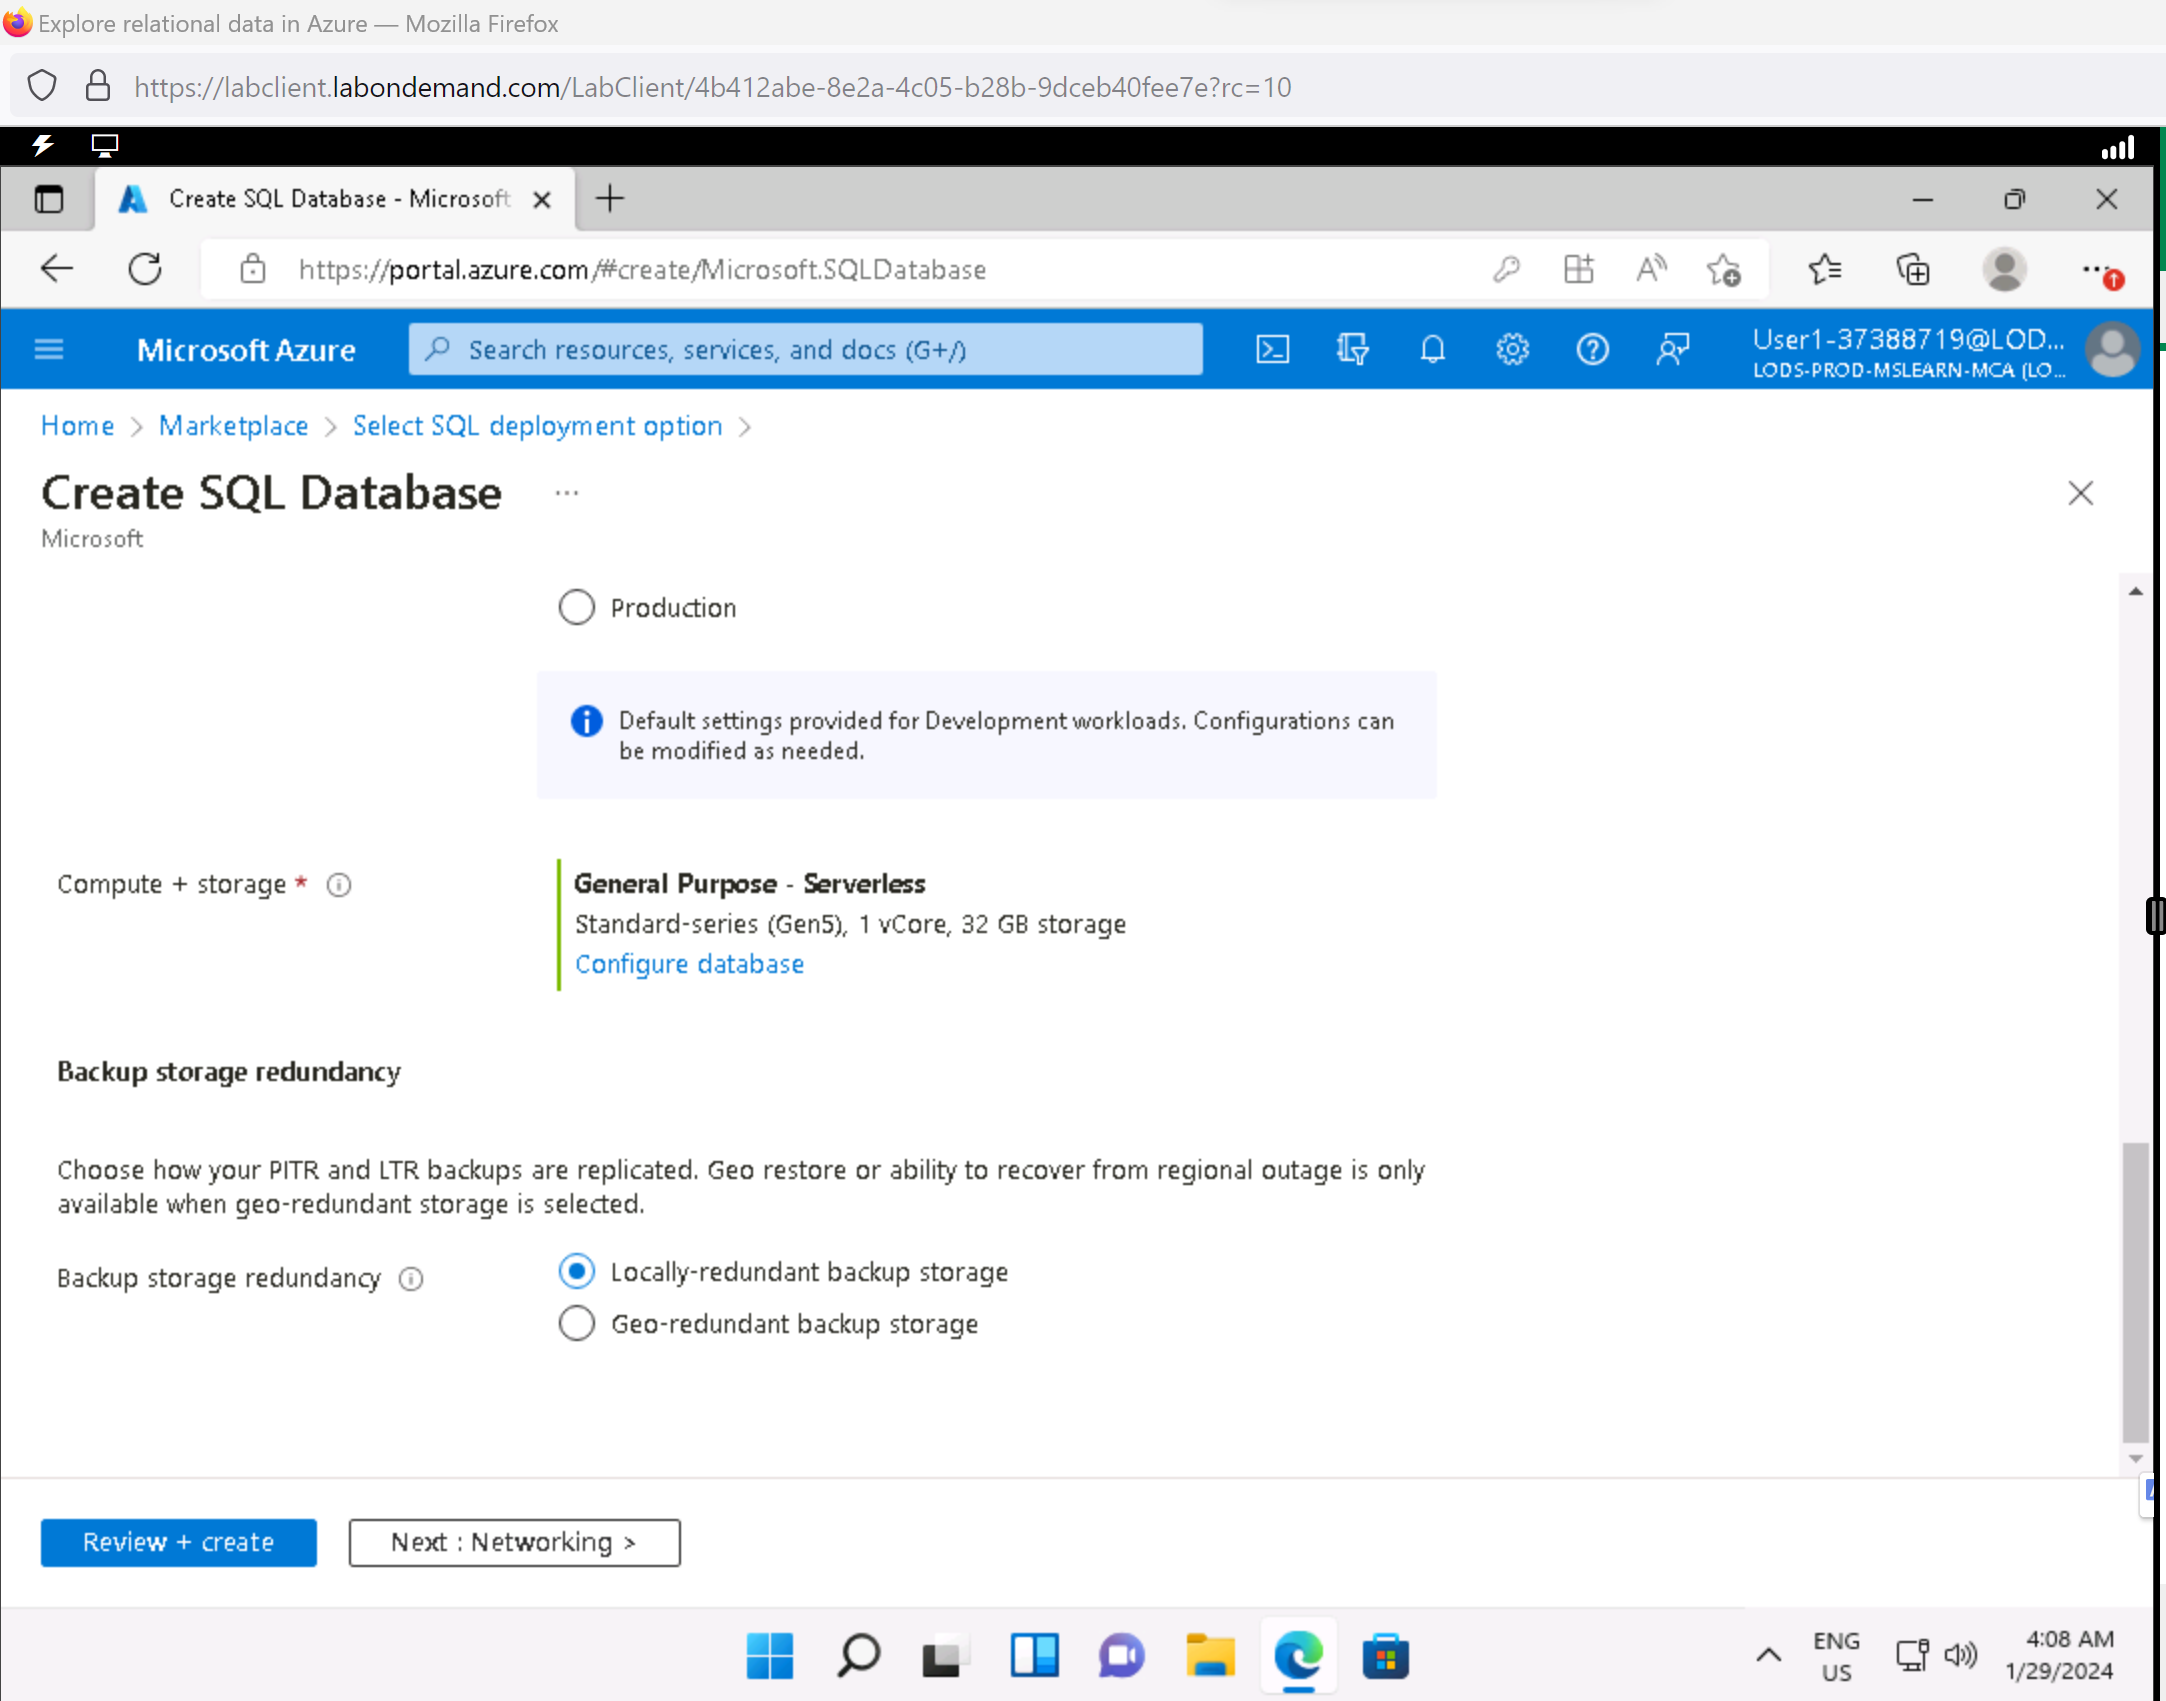 Explore relational data in Azure — Mozilla Firefox
https://labclient.labondemand.com/LabClient/4b412abe-8e2a-4c05-b28b-9dceb40fee7e?rc=10
Create SQL Database - Microsoft
https://portal.azure.com/#create/Microsoft.SQLDatabase
Microsoft Azure
Search resources, services, and docs (G+/)
User1-37388719@LOD...
LODS-PROD-MSLEARN-MCA (LO...
Home > Marketplace > Select SQL deployment option >
Create SQL Database ...
Microsoft
Production
Default settings provided for Development workloads. Configurations can
be modified as needed.
Compute + storage *
General Purpose - Serverless
Standard-series (Gen5), 1 vCore, 32 GB storage
Configure database
Backup storage redundancy
Choose how your PITR and LTR backups are replicated. Geo restore or ability to recover from regional outage is only
available when geo-redundant storage is selected.
Backup storage redundancy
Locally-redundant backup storage
Geo-redundant backup storage
Review + create
Next : Networking >
ENG
US
4:08 AM
1/29/2024